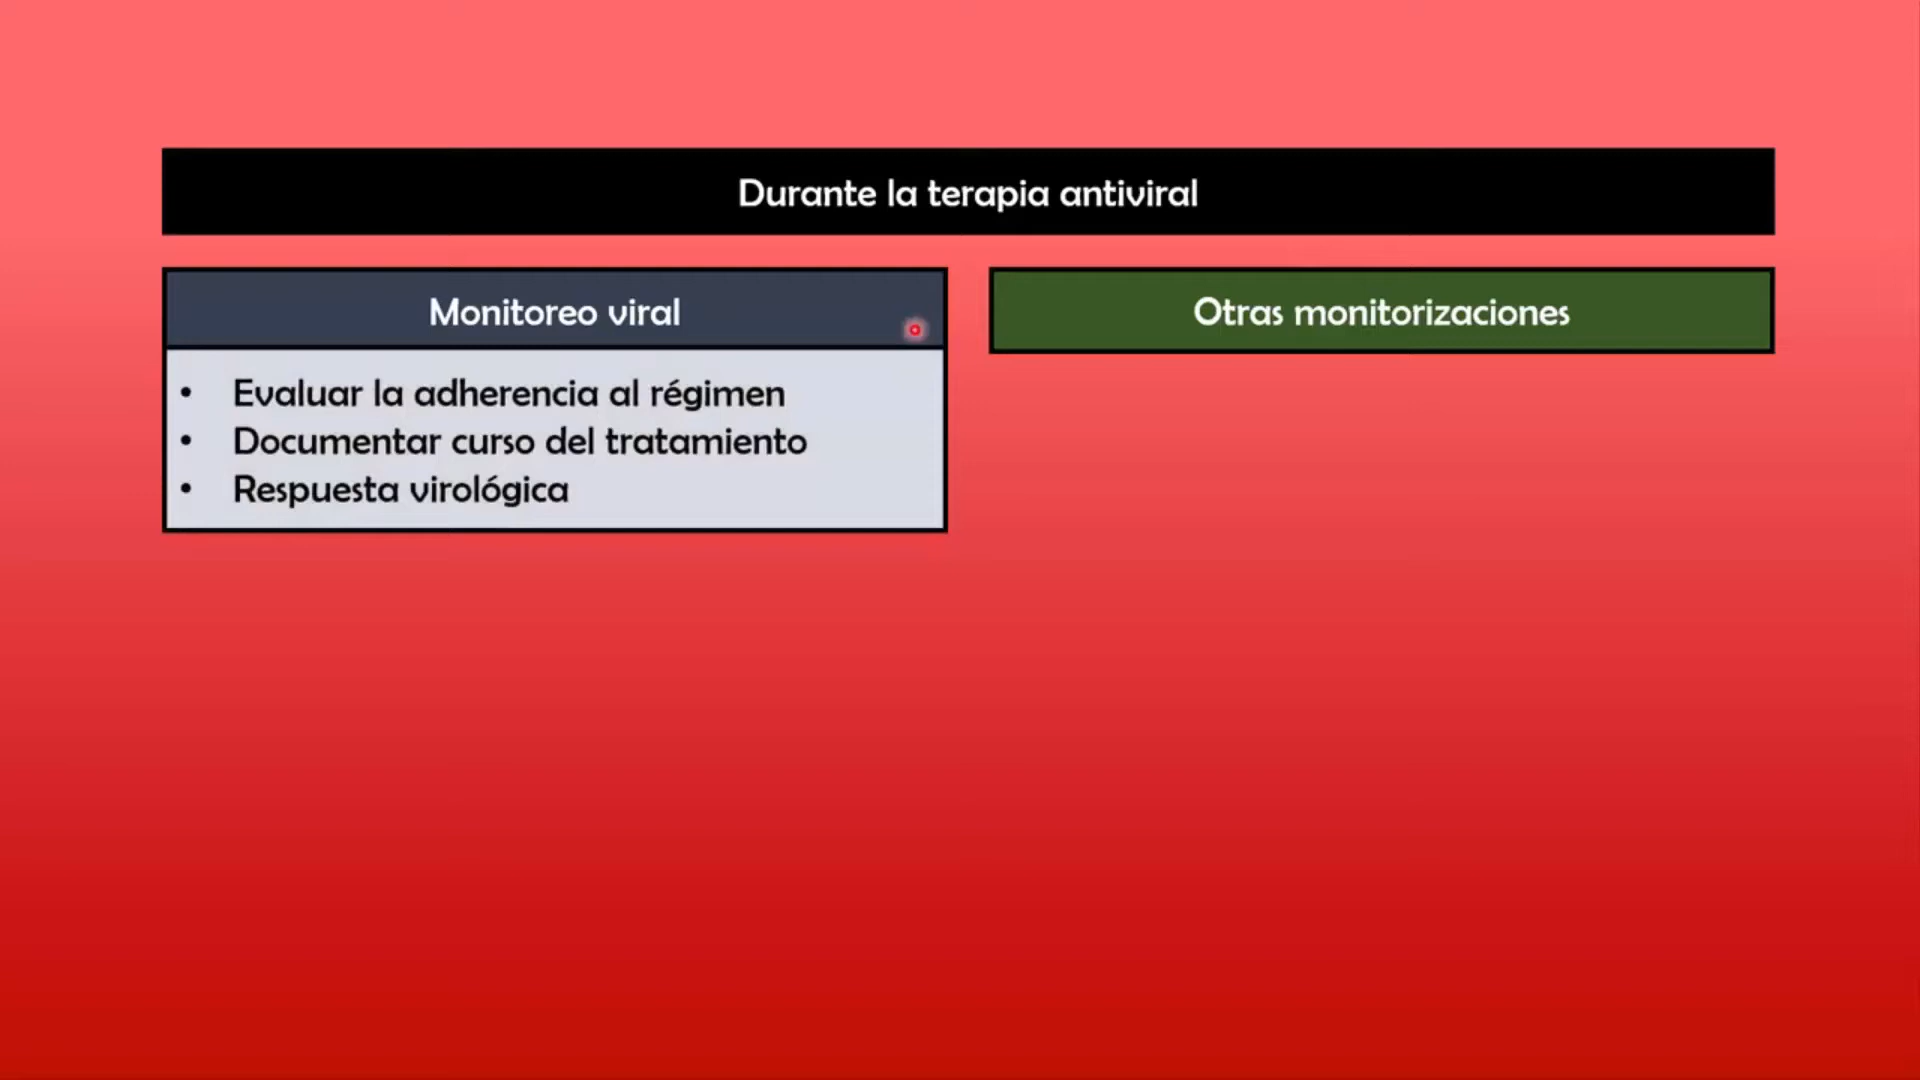 Durante la terapia antiviral
Monitoreo viral
• Evaluar la adherencia al régimen
• Documentar curso del tratamiento
• Respuesta virológica
Otras monitorizaciones